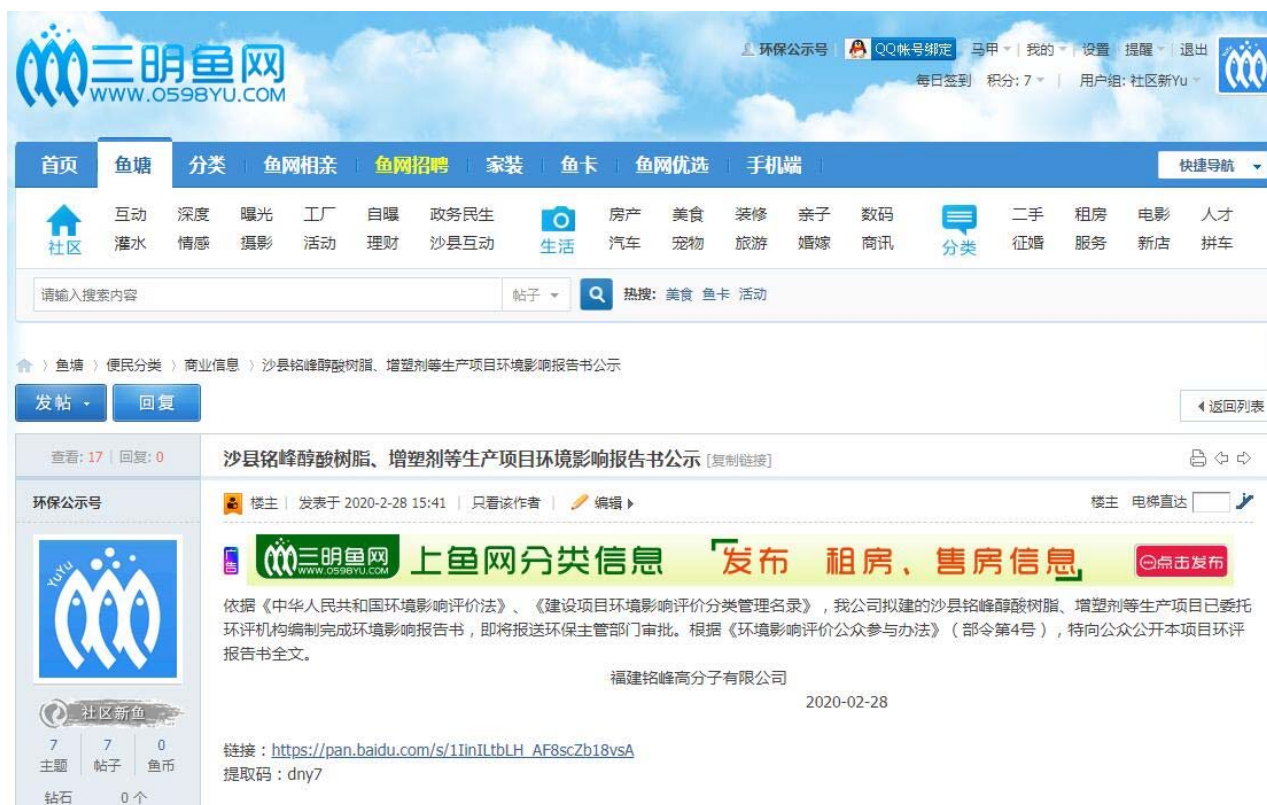 三明鱼网
WWW.0598YU.COM
环保公示号 QQ帐号绑定 马甲 我的 设置 提醒 退出
每日签到 积分: 7 用户组: 社区新Yu
首页 鱼塘 分类 鱼网相亲 鱼网招聘 家装 鱼卡 鱼网优选 手机端 快捷导航
社区 互动 深度 曝光 工厂 自曝 政务民生 生活 房产 美食 装修 亲子 数码 分类 二手 租房 电影 人才
灌水 情感 摄影 活动 理财 沙县互动 汽车 宠物 旅游 婚嫁 商讯 征婚 服务 新店 拼车
请输入搜索内容 帖子 热搜: 美食 鱼卡 活动
鱼塘 〉 便民分类 〉 商业信息 〉 沙县铭峰醇酸树脂、增塑剂等生产项目环境影响报告书公示
发帖 回复 返回列表
查看: 17 | 回复: 0 沙县铭峰醇酸树脂、增塑剂等生产项目环境影响报告书公示 [复制链接]
环保公示号 楼主 | 发表于 2020-2-28 15:41 | 只看该作者 | 编辑 楼主 电梯直达
YuYu
告 三明鱼网 WWW.0598YU.COM 上鱼网分类信息 「发布 租房、售房信息」 点击发布
依据《中华人民共和国环境影响评价法》、《建设项目环境影响评价分类管理名录》，我公司拟建的沙县铭峰醇酸树脂、增塑剂等生产项目已委托
环评机构编制完成环境影响报告书，即将报送环保主管部门审批。根据《环境影响评价公众参与办法》（部令第4号），特向公众公开本项目环评
报告书全文。
福建铭峰高分子有限公司
2020-02-28
社区新鱼
7 7 0
主题 帖子 鱼币
钻石 0 个
链接：https://pan.baidu.com/s/1IinILtbLH_AF8scZb18vsA
提取码：dny7